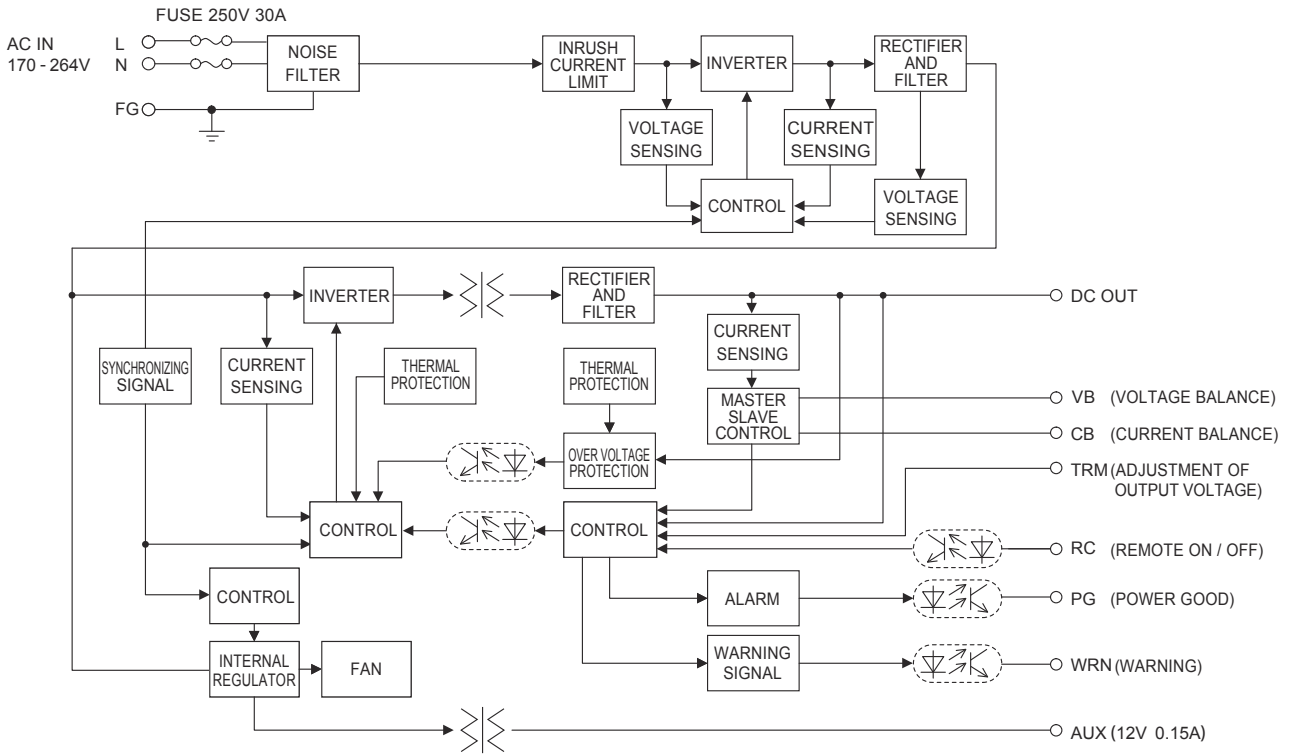 FUSE 250V 30A
AC IN
170 - 264V
L
N
FG
NOISE
FILTER
INRUSH
CURRENT
LIMIT
INVERTER
RECTIFIER
AND
FILTER
VOLTAGE
SENSING
CURRENT
SENSING
CONTROL
VOLTAGE
SENSING
INVERTER
RECTIFIER
AND
FILTER
DC OUT
SYNCHRONIZING
SIGNAL
CURRENT
SENSING
THERMAL
PROTECTION
THERMAL
PROTECTION
CURRENT
SENSING
MASTER
SLAVE
CONTROL
VB (VOLTAGE BALANCE)
CB (CURRENT BALANCE)
OVER VOLTAGE
PROTECTION
TRM (ADJUSTMENT OF
OUTPUT VOLTAGE)
CONTROL
CONTROL
RC (REMOTE ON / OFF)
CONTROL
ALARM
PG (POWER GOOD)
INTERNAL
REGULATOR
FAN
WARNING
SIGNAL
WRN (WARNING)
AUX (12V 0.15A)